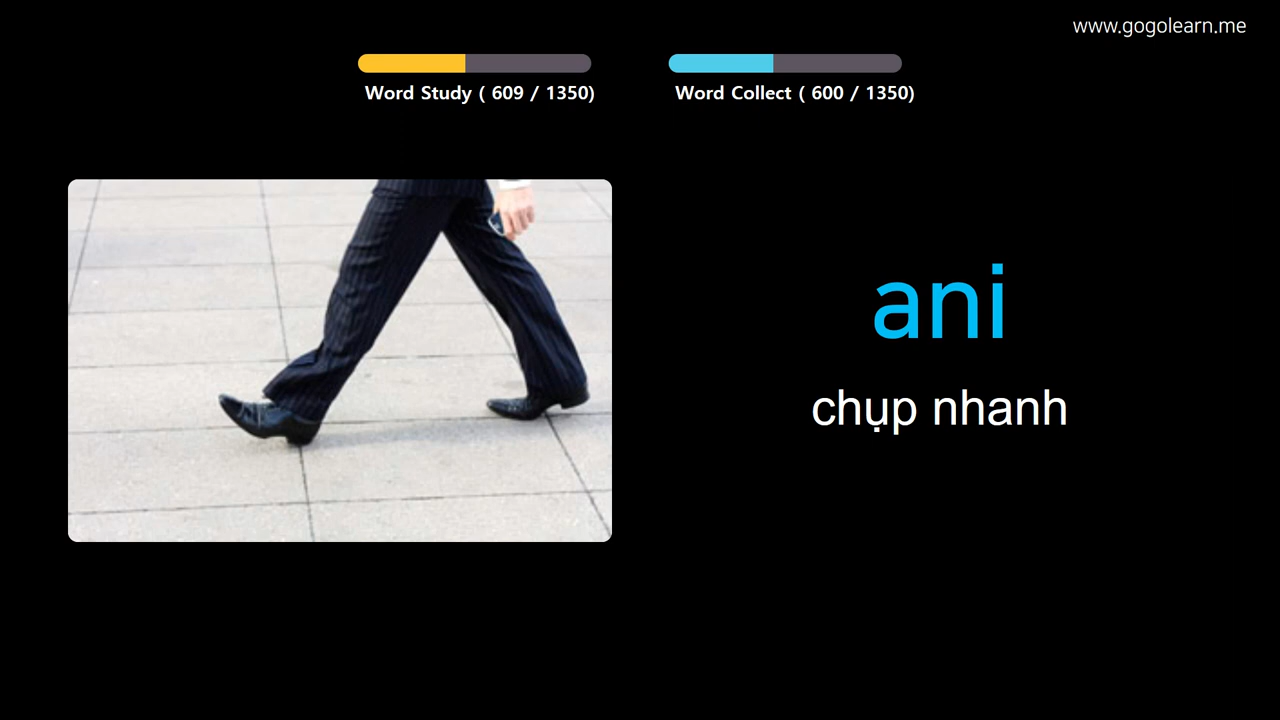 www.gogolearn.me
Word Study ( 609 / 1350)
Word Collect ( 600 / 1350)
ani
chụp nhanh